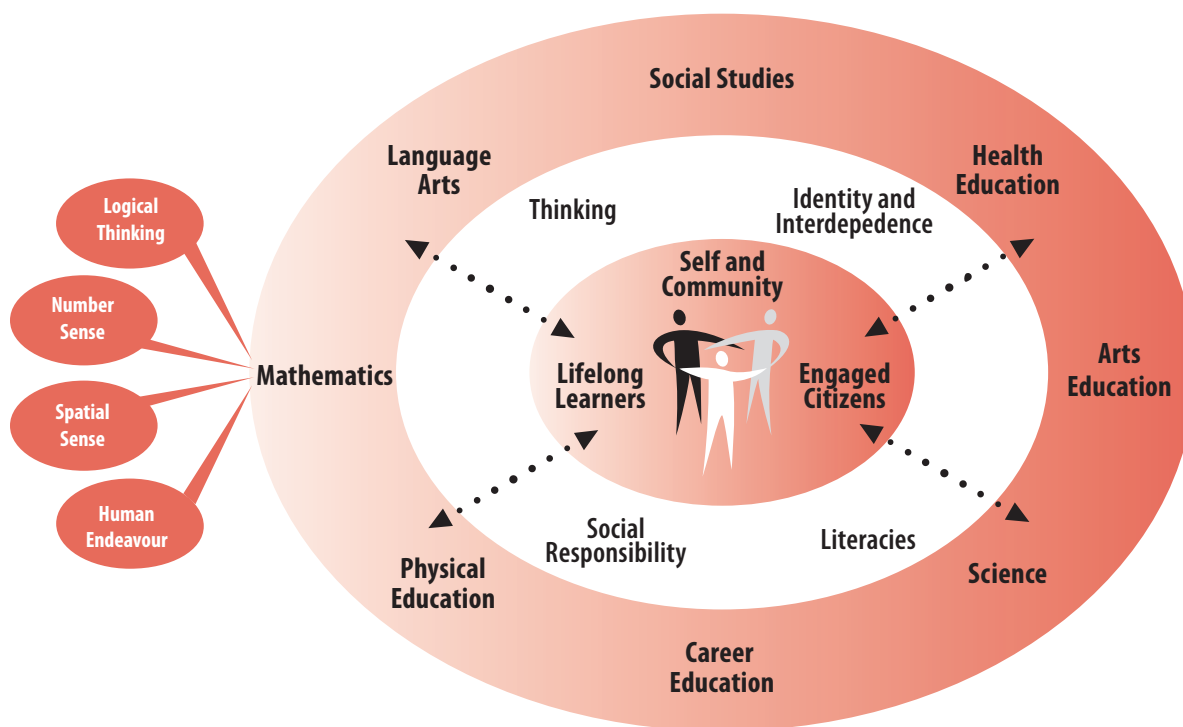 Social Studies
Language
Arts
Health
Education
Thinking
Identity and
Interdepedence
Logical
Thinking
Self and
Community
Number
Sense
Mathematics
Lifelong
Learners
Engaged
Citizens
Arts
Education
Spatial
Sense
Human
Endeavour
Social
Responsibility
Literacies
Physical
Education
Science
Career
Education